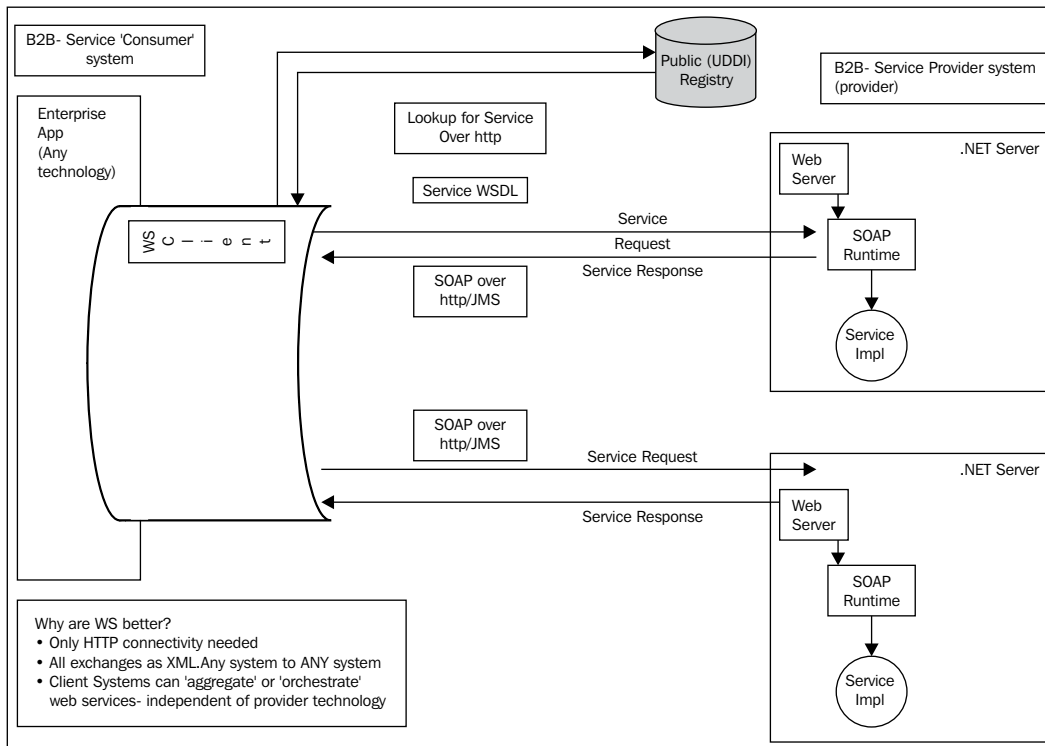 B2B- Service 'Consumer'
system
Public (UDDI)
Registry
B2B- Service Provider system
(provider)
Enterprise
App
(Any
technology)
Lookup for Service
Over http
Service WSDL
WS
Client
Service
Request
Service Response
SOAP over
http/JMS
.NET Server
Web
Server
SOAP
Runtime
Service
Impl
SOAP over
http/JMS
Service Request
Service Response
.NET Server
Web
Server
SOAP
Runtime
Service
Impl
Why are WS better?
• Only HTTP connectivity needed
• All exchanges as XML.Any system to ANY system
• Client Systems can 'aggregate' or 'orchestrate'
web services- independent of provider technology